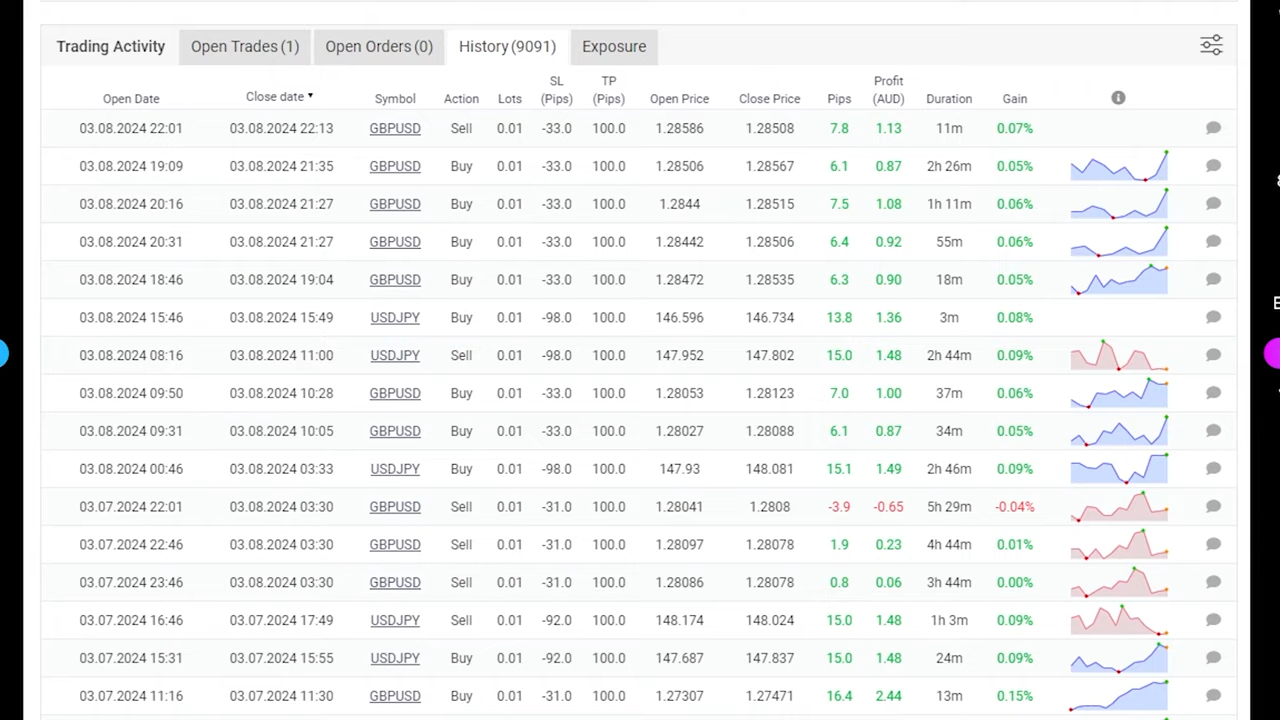 Trading Activity Open Trades (1) Open Orders (0) History (9091) Exposure
Open Date Close date Symbol Action Lots SL (Pips) TP (Pips) Open Price Close Price Pips Profit (AUD) Duration Gain
03.08.2024 22:01 03.08.2024 22:13 GBPUSD Sell 0.01 -33.0 100.0 1.28586 1.28508 7.8 1.13 11m 0.07%
03.08.2024 19:09 03.08.2024 21:35 GBPUSD Buy 0.01 -33.0 100.0 1.28506 1.28567 6.1 0.87 2h 26m 0.05%
03.08.2024 20:16 03.08.2024 21:27 GBPUSD Buy 0.01 -33.0 100.0 1.2844 1.28515 7.5 1.08 1h 11m 0.06%
03.08.2024 20:31 03.08.2024 21:27 GBPUSD Buy 0.01 -33.0 100.0 1.28442 1.28506 6.4 0.92 55m 0.06%
03.08.2024 18:46 03.08.2024 19:04 GBPUSD Buy 0.01 -33.0 100.0 1.28472 1.28535 6.3 0.90 18m 0.05%
03.08.2024 15:46 03.08.2024 15:49 USDJPY Buy 0.01 -98.0 100.0 146.596 146.734 13.8 1.36 3m 0.08%
03.08.2024 08:16 03.08.2024 11:00 USDJPY Sell 0.01 -98.0 100.0 147.952 147.802 15.0 1.48 2h 44m 0.09%
03.08.2024 09:50 03.08.2024 10:28 GBPUSD Buy 0.01 -33.0 100.0 1.28053 1.28123 7.0 1.00 37m 0.06%
03.08.2024 09:31 03.08.2024 10:05 GBPUSD Buy 0.01 -33.0 100.0 1.28027 1.28088 6.1 0.87 34m 0.05%
03.08.2024 00:46 03.08.2024 03:33 USDJPY Buy 0.01 -98.0 100.0 147.93 148.081 15.1 1.49 2h 46m 0.09%
03.07.2024 22:01 03.08.2024 03:30 GBPUSD Sell 0.01 -31.0 100.0 1.28041 1.2808 -3.9 -0.65 5h 29m -0.04%
03.07.2024 22:46 03.08.2024 03:30 GBPUSD Sell 0.01 -31.0 100.0 1.28097 1.28078 1.9 0.23 4h 44m 0.01%
03.07.2024 23:46 03.08.2024 03:30 GBPUSD Sell 0.01 -31.0 100.0 1.28086 1.28078 0.8 0.06 3h 44m 0.00%
03.07.2024 16:46 03.07.2024 17:49 USDJPY Sell 0.01 -92.0 100.0 148.174 148.024 15.0 1.48 1h 3m 0.09%
03.07.2024 15:31 03.07.2024 15:55 USDJPY Buy 0.01 -92.0 100.0 147.687 147.837 15.0 1.48 24m 0.09%
03.07.2024 11:16 03.07.2024 11:30 GBPUSD Buy 0.01 -31.0 100.0 1.27307 1.27471 16.4 2.44 13m 0.15%